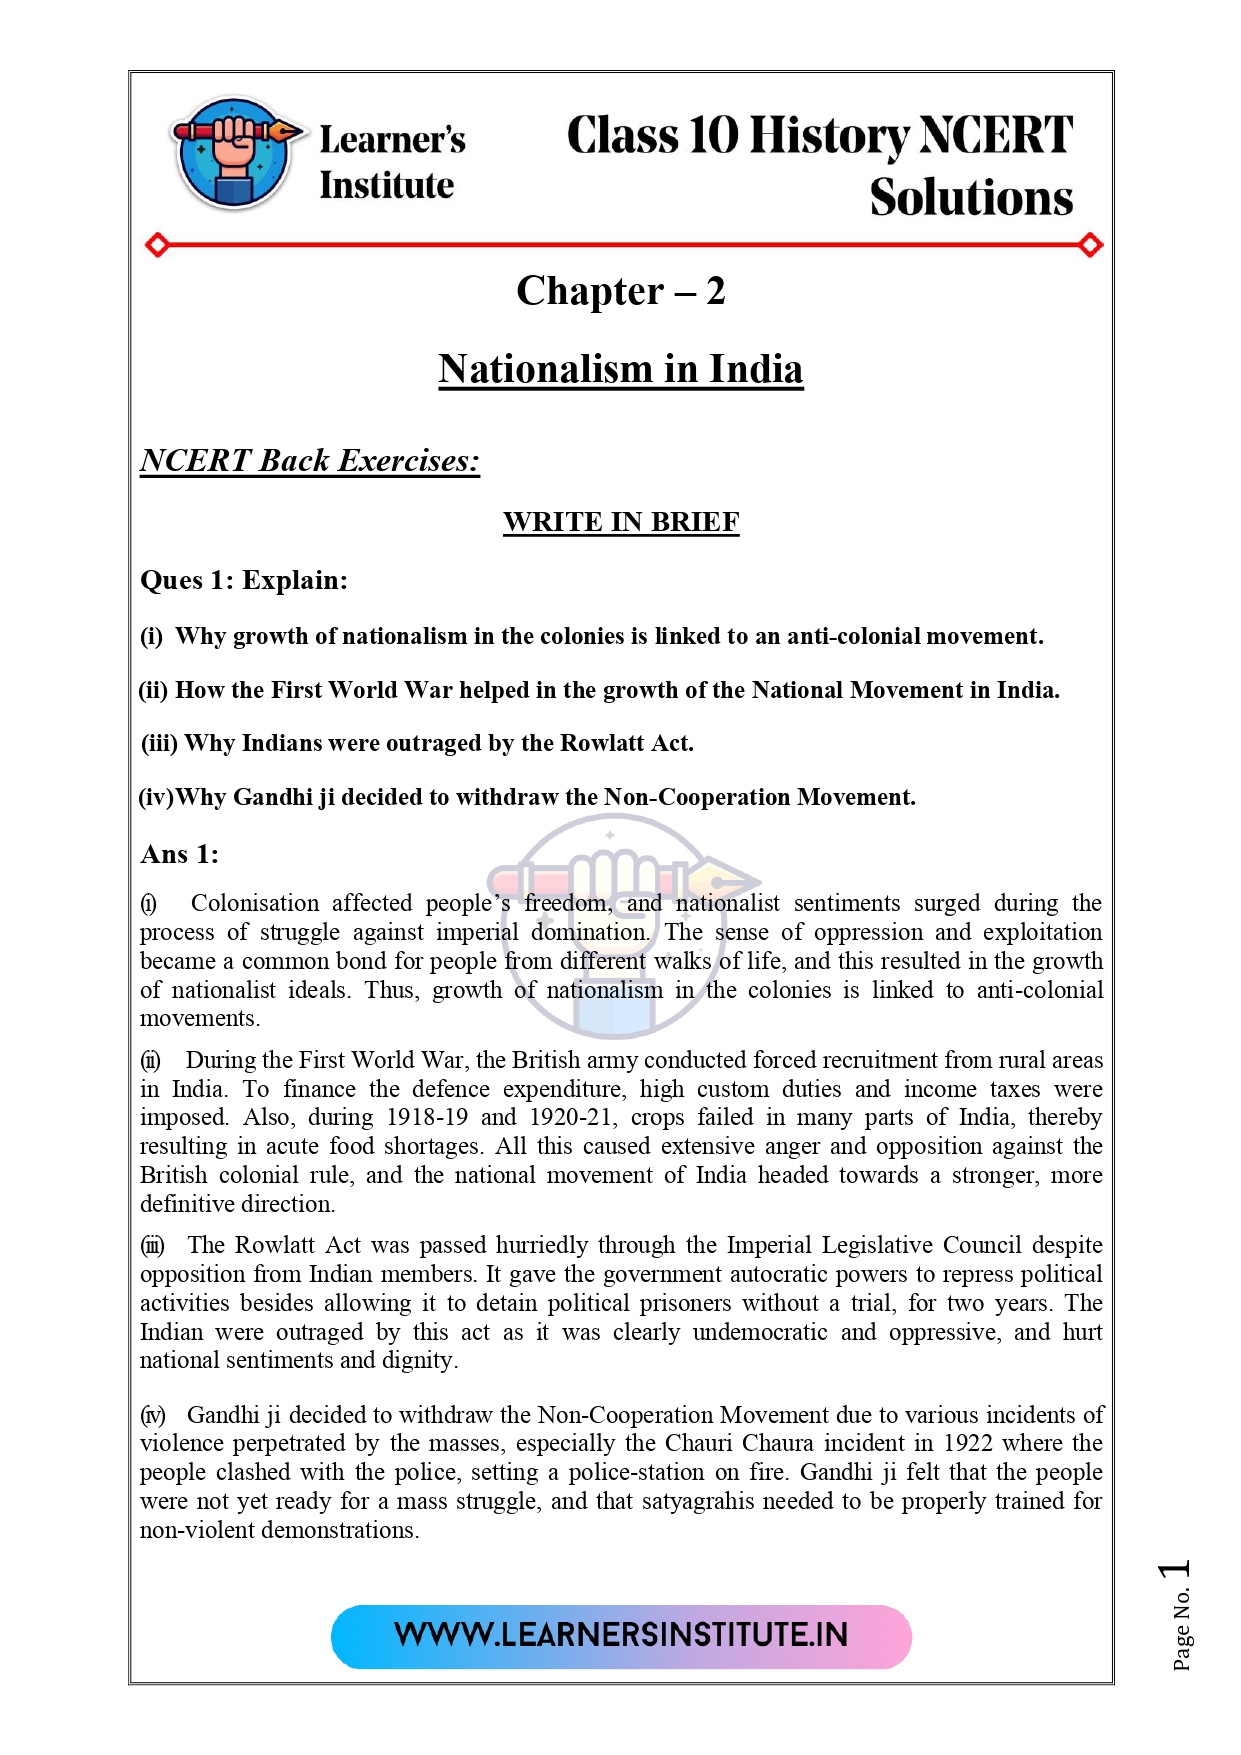 Learner's
Institute
Class 10 History NCERT
Solutions
Chapter – 2
Nationalism in India
NCERT Back Exercises:
WRITE IN BRIEF
Ques 1: Explain:
(i) Why growth of nationalism in the colonies is linked to an anti-colonial movement.
(ii) How the First World War helped in the growth of the National Movement in India.
(iii) Why Indians were outraged by the Rowlatt Act.
(iv)Why Gandhi ji decided to withdraw the Non-Cooperation Movement.
Ans 1:
(i) Colonisation affected people's freedom, and nationalist sentiments surged during the
process of struggle against imperial domination. The sense of oppression and exploitation
became a common bond for people from different walks of life, and this resulted in the growth
of nationalist ideals. Thus, growth of nationalism in the colonies is linked to anti-colonial
movements.
(ii) During the First World War, the British army conducted forced recruitment from rural areas
in India. To finance the defence expenditure, high custom duties and income taxes were
imposed. Also, during 1918-19 and 1920-21, crops failed in many parts of India, thereby
resulting in acute food shortages. All this caused extensive anger and opposition against the
British colonial rule, and the national movement of India headed towards a stronger, more
definitive direction.
(iii) The Rowlatt Act was passed hurriedly through the Imperial Legislative Council despite
opposition from Indian members. It gave the government autocratic powers to repress political
activities besides allowing it to detain political prisoners without a trial, for two years. The
Indian were outraged by this act as it was clearly undemocratic and oppressive, and hurt
national sentiments and dignity.
(iv) Gandhi ji decided to withdraw the Non-Cooperation Movement due to various incidents of
violence perpetrated by the masses, especially the Chauri Chaura incident in 1922 where the
people clashed with the police, setting a police-station on fire. Gandhi ji felt that the people
were not yet ready for a mass struggle, and that satyagrahis needed to be properly trained for
non-violent demonstrations.
WWW.LEARNERSINSTITUTE.IN
Page No. 1